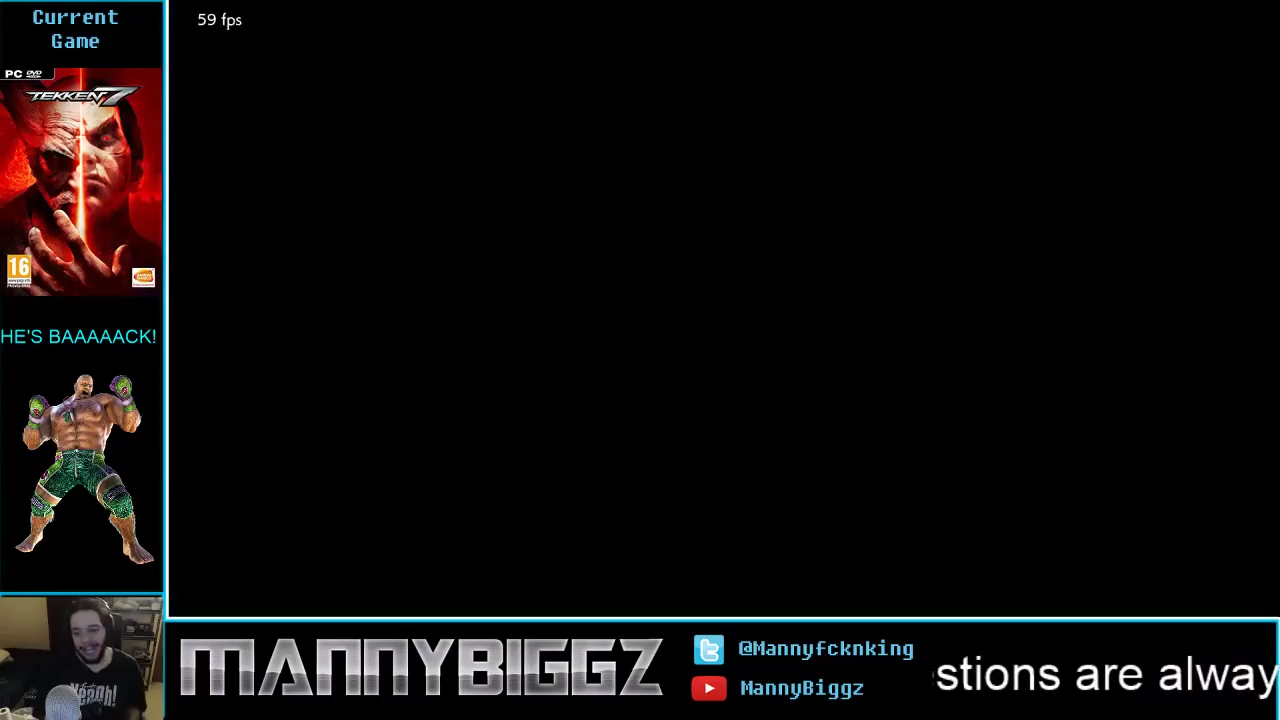 Current
Game
59 fps
PC DVD
TEKKEN 7
16
HE'S BAAAAACK!
MANNYBIGGZ
@Mannyfcknking
MannyBiggz
stions are alway